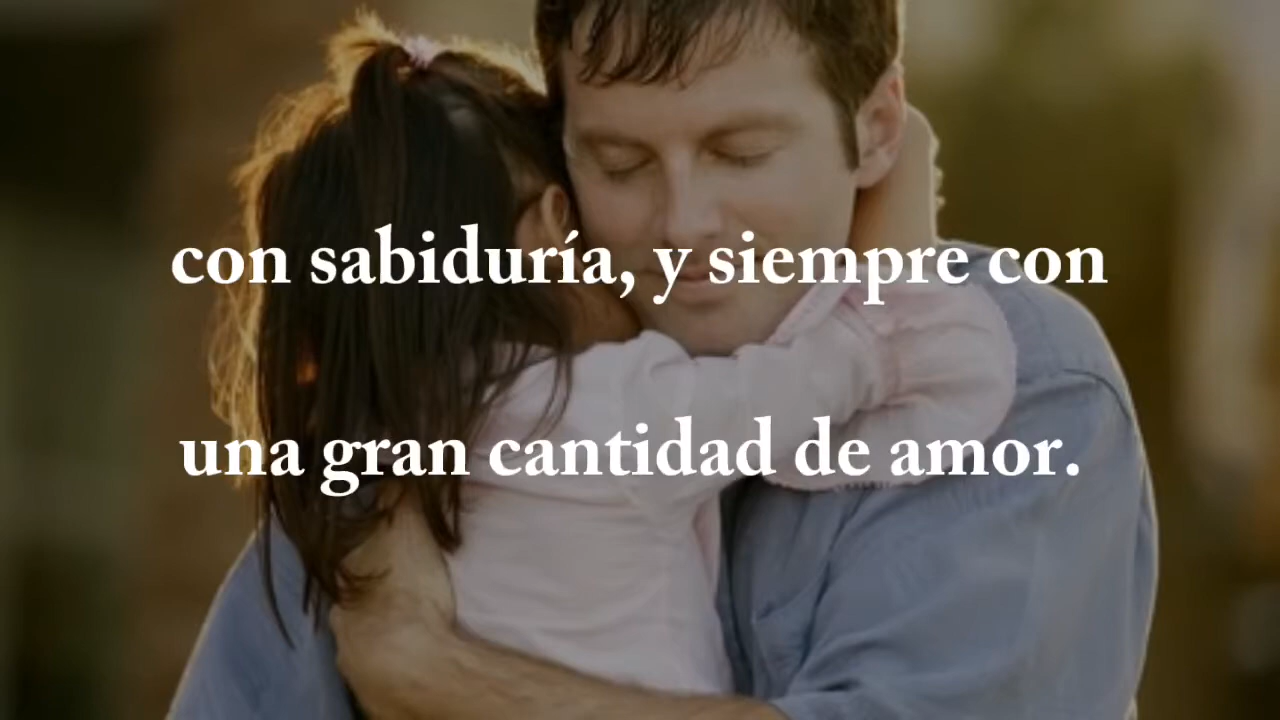 con sabiduría, y siempre con
una gran cantidad de amor.